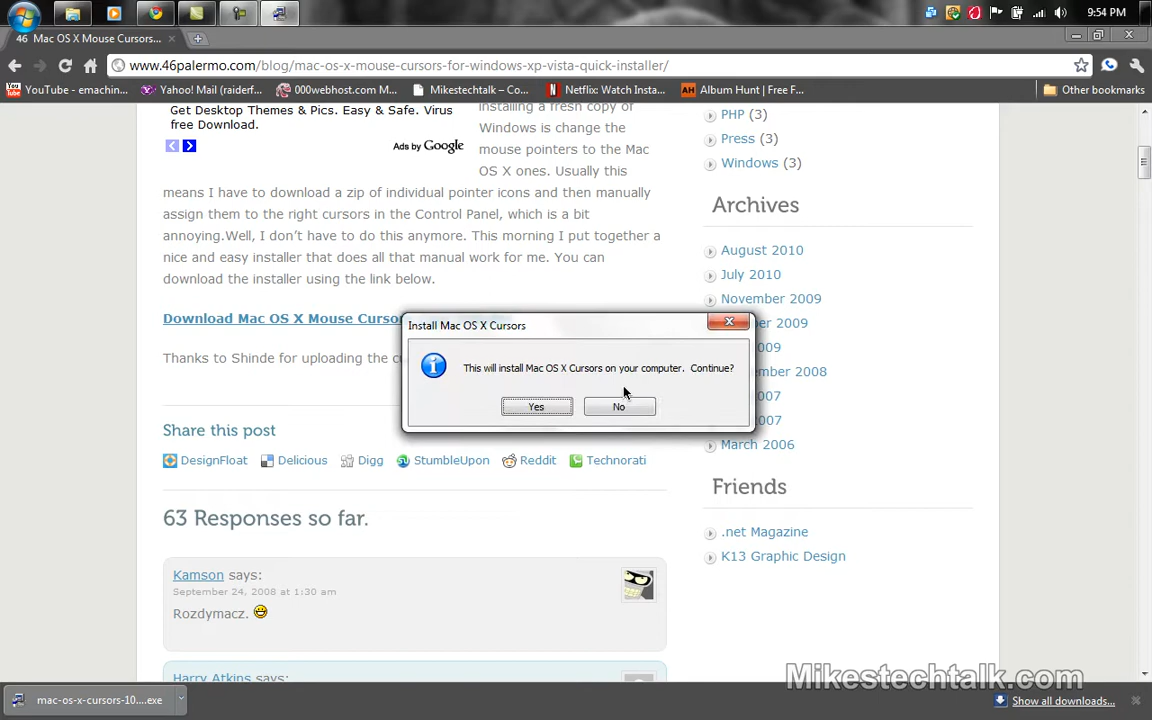 9:54 PM
46 Mac OS X Mouse Cursors...
www.46palermo.com/blog/mac-os-x-mouse-cursors-for-windows-xp-vista-quick-installer/
YouTube - emachin... Yahoo! Mail (raiderf... 000webhost.com M... Mikestechtalk – Co... Netflix: Watch Insta... AH Album Hunt | Free F... Other bookmarks
Get Desktop Themes & Pics. Easy & Safe. Virus
free Download.
Ads by Google
installing a fresh copy of
Windows is change the
mouse pointers to the Mac
OS X ones. Usually this
means I have to download a zip of individual pointer icons and then manually
assign them to the right cursors in the Control Panel, which is a bit
annoying.Well, I don't have to do this anymore. This morning I put together a
nice and easy installer that does all that manual work for me. You can
download the installer using the link below.
Download Mac OS X Mouse Curso
Thanks to Shinde for uploading the
Install Mac OS X Cursors
This will install Mac OS X Cursors on your computer. Continue?
Yes No
Share this post
DesignFloat Delicious Digg StumbleUpon Reddit Technorati
63 Responses so far.
Kamson says:
September 24, 2008 at 1:30 am
Rozdymacz.
Harry Atkins says:
PHP (3)
Press (3)
Windows (3)
Archives
August 2010
July 2010
November 2009
er 2009
009
ember 2008
007
007
March 2006
Friends
.net Magazine
K13 Graphic Design
Mikestechtalk.com
mac-os-x-cursors-10....exe
Show all downloads...